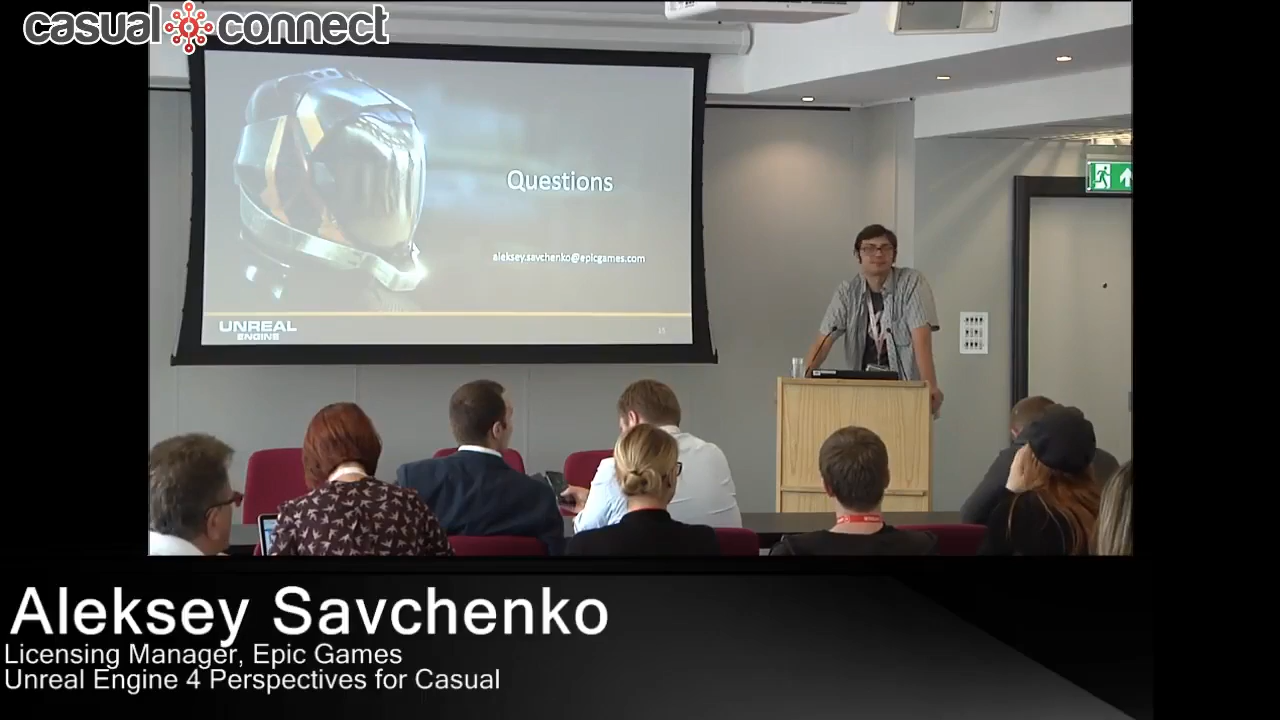 casual connect
Questions
aleksey.savchenko@epicgames.com
UNREAL
ENGINE
15
Aleksey Savchenko
Licensing Manager, Epic Games
Unreal Engine 4 Perspectives for Casual